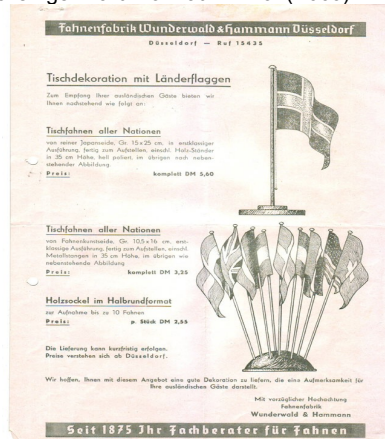 Fahnenfabrik Wunderwald & Hammann Düsseldorf
Düsseldorf — Ruf 15435
Tischdekoration mit Länderflaggen
Zum Empfang Ihrer ausländischen Gäste bieten wir
Ihnen nachstehend wie folgt an:
Tischfahnen aller Nationen
von reiner Japanseide, Gr. 15 x 25 cm, in erstklassiger
Ausführung, fertig zum Aufstellen, einschl. Holz-Ständer
in 35 cm Höhe, hell poliert, im übrigen nach neben-
stehender Abbildung
Preis: komplett DM 5,60
Tischfahnen aller Nationen
von Fahnenkunstseide, Gr. 10,5 x 16 cm, erst-
klassige Ausführung, fertig zum Aufstellen, einschl.
Metallstangen in 35 cm Höhe, im übrigen wie
nebenstehende Abbildung
Preis: komplett DM 3,25
Holzsockel im Halbrundformat
zur Aufnahme bis zu 10 Fahnen
Preis: p. Stück DM 2,55
Die Lieferung kann kurzfristig erfolgen.
Preise verstehen sich ab Düsseldorf.
Wir hoffen, Ihnen mit diesem Angebot eine gute Dekoration zu liefern, die eine Aufmerksamkeit für
Ihre ausländischen Gäste darstellt.
Mit vorzüglicher Hochachtung
Fahnenfabrik
Wunderwald & Hammann
Seit 1875 Ihr Fachberater für Fahnen